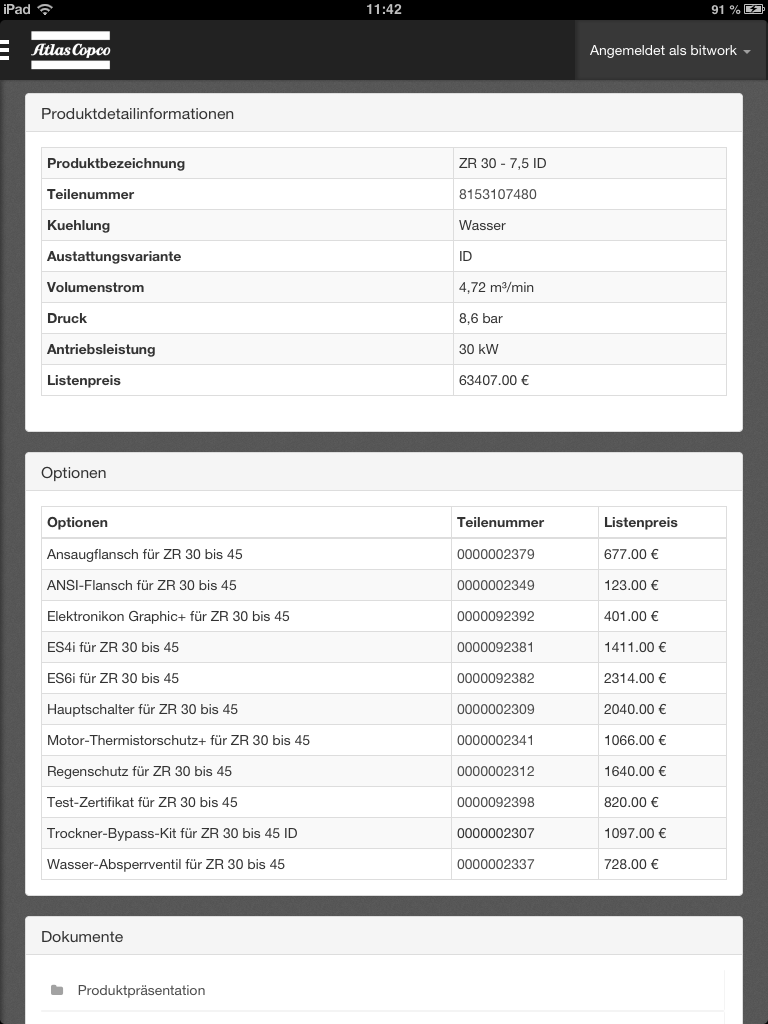 iPad 11:42 91 %
Atlas Copco Angemeldet als bitwork
Produktdetailinformationen
Produktbezeichnung ZR 30 - 7,5 ID
Teilenummer 8153107480
Kuehlung Wasser
Austattungsvariante ID
Volumenstrom 4,72 m³/min
Druck 8,6 bar
Antriebsleistung 30 kW
Listenpreis 63407.00 €
Optionen
Optionen Teilenummer Listenpreis
Ansaugflansch für ZR 30 bis 45 0000002379 677.00 €
ANSI-Flansch für ZR 30 bis 45 0000002349 123.00 €
Elektronikon Graphic+ für ZR 30 bis 45 0000092392 401.00 €
ES4i für ZR 30 bis 45 0000092381 1411.00 €
ES6i für ZR 30 bis 45 0000092382 2314.00 €
Hauptschalter für ZR 30 bis 45 0000002309 2040.00 €
Motor-Thermistorschutz+ für ZR 30 bis 45 0000002341 1066.00 €
Regenschutz für ZR 30 bis 45 0000002312 1640.00 €
Test-Zertifikat für ZR 30 bis 45 0000092398 820.00 €
Trockner-Bypass-Kit für ZR 30 bis 45 ID 0000002307 1097.00 €
Wasser-Absperrventil für ZR 30 bis 45 0000002337 728.00 €
Dokumente
Produktpräsentation